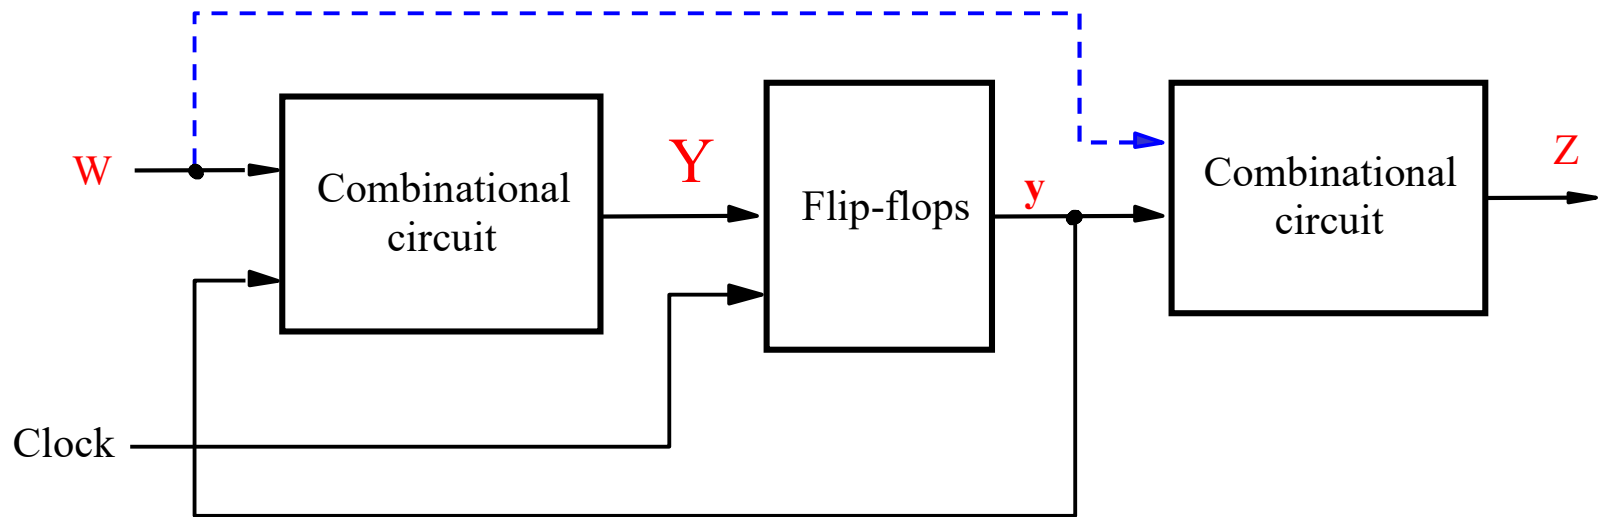 W
Combinational
circuit
Y
Flip-flops
y
Combinational
circuit
Z
Clock